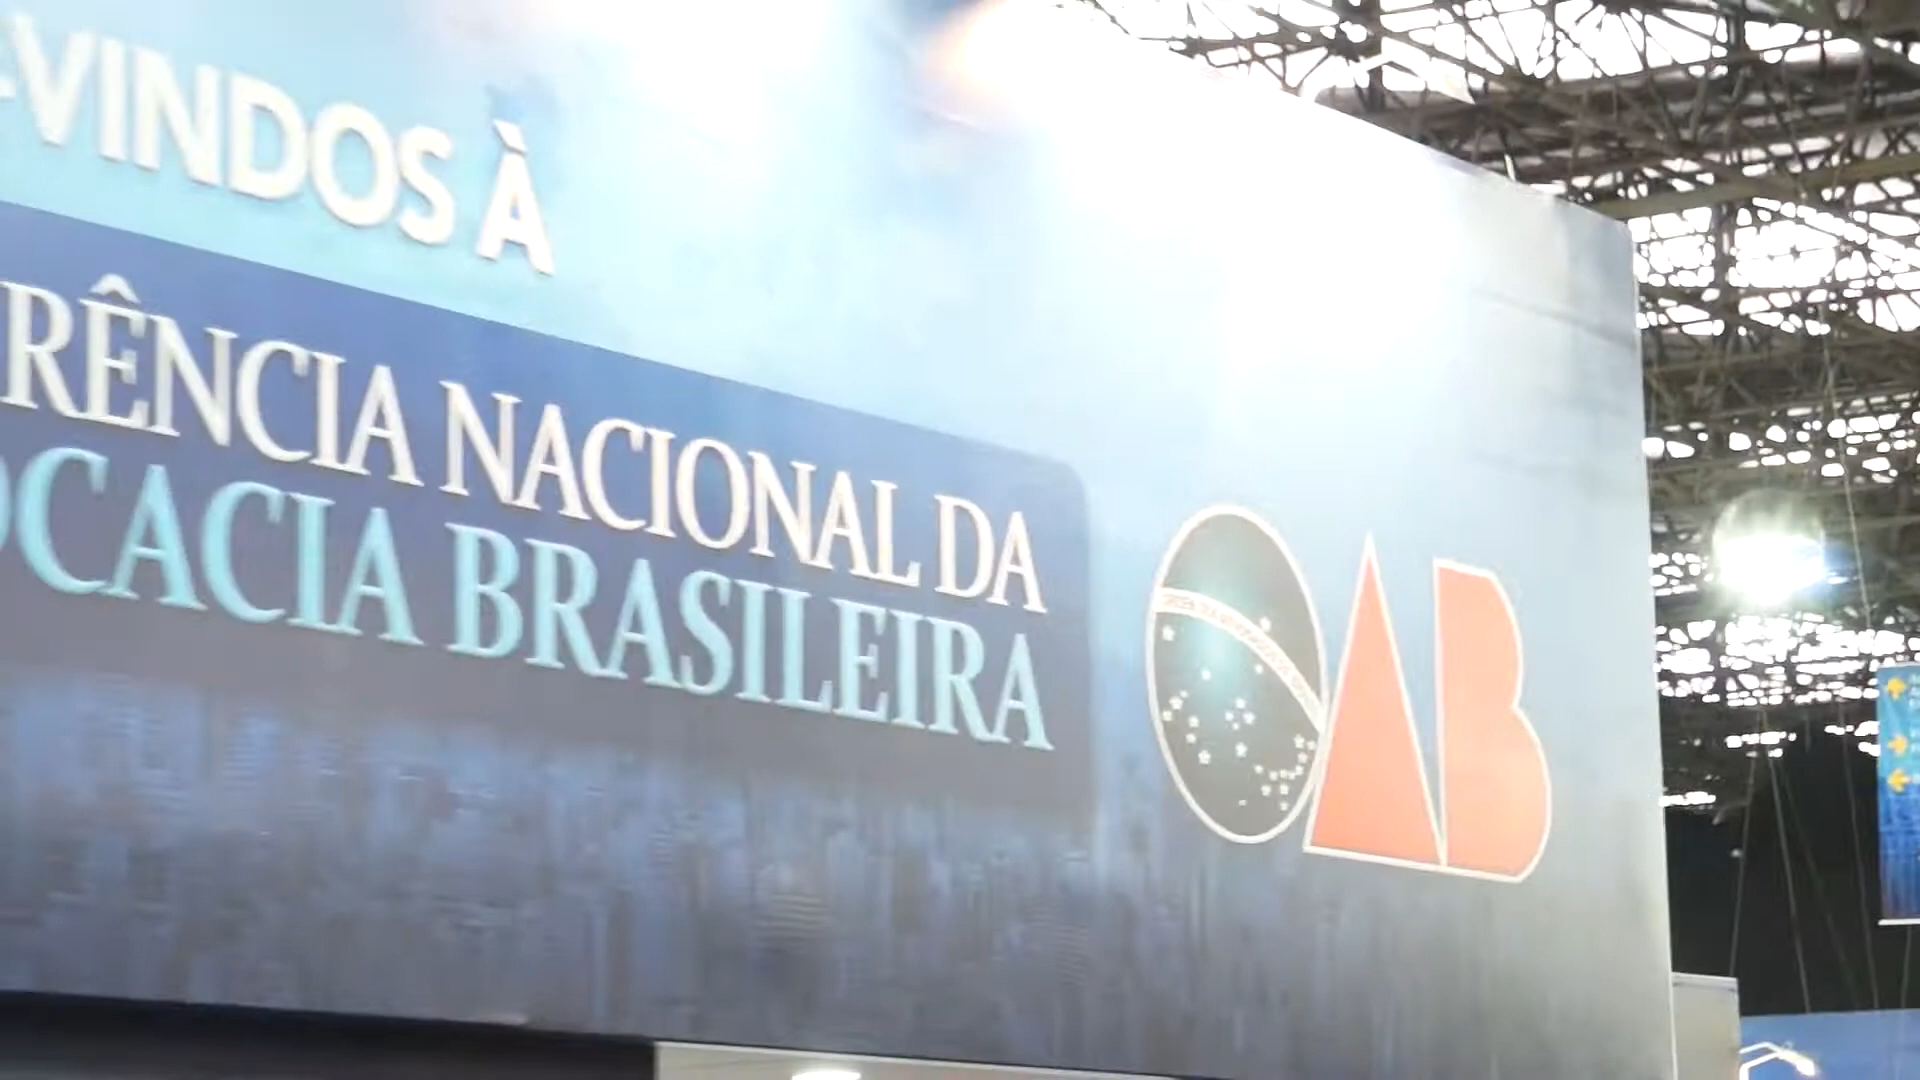 -VINDOS À
RÊNCIA NACIONAL DA
OCACIA BRASILEIRA
OAB